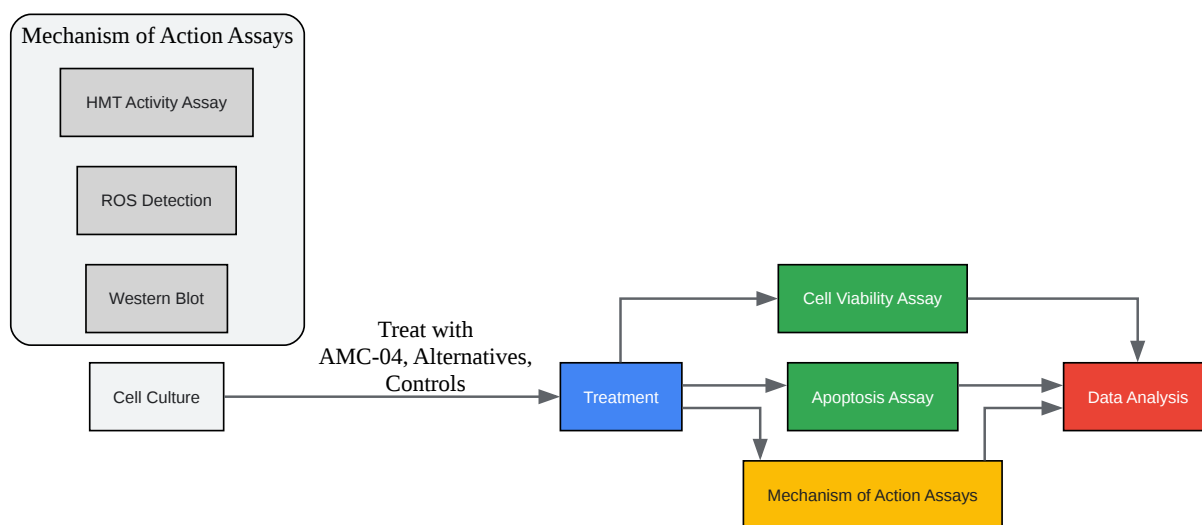 Mechanism of Action Assays
HMT Activity Assay
ROS Detection
Western Blot
Cell Culture
Treat with
AMC-04, Alternatives,
Controls
Treatment
Cell Viability Assay
Apoptosis Assay
Mechanism of Action Assays
Data Analysis